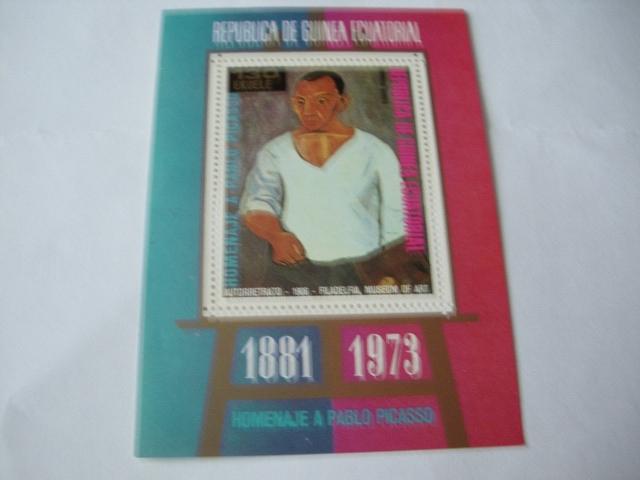 REPUBLICA DE GUINEA ECUATORIAL
EKUELE
HOMENAJE A PABLO PICASSO
REPUBLICA DE GUINEA ECUATORIAL
AUTORRETRATO - 1906 - FILADELFIA, MUSEUM OF ART
1881 1973
HOMENAJE A PABLO PICASSO